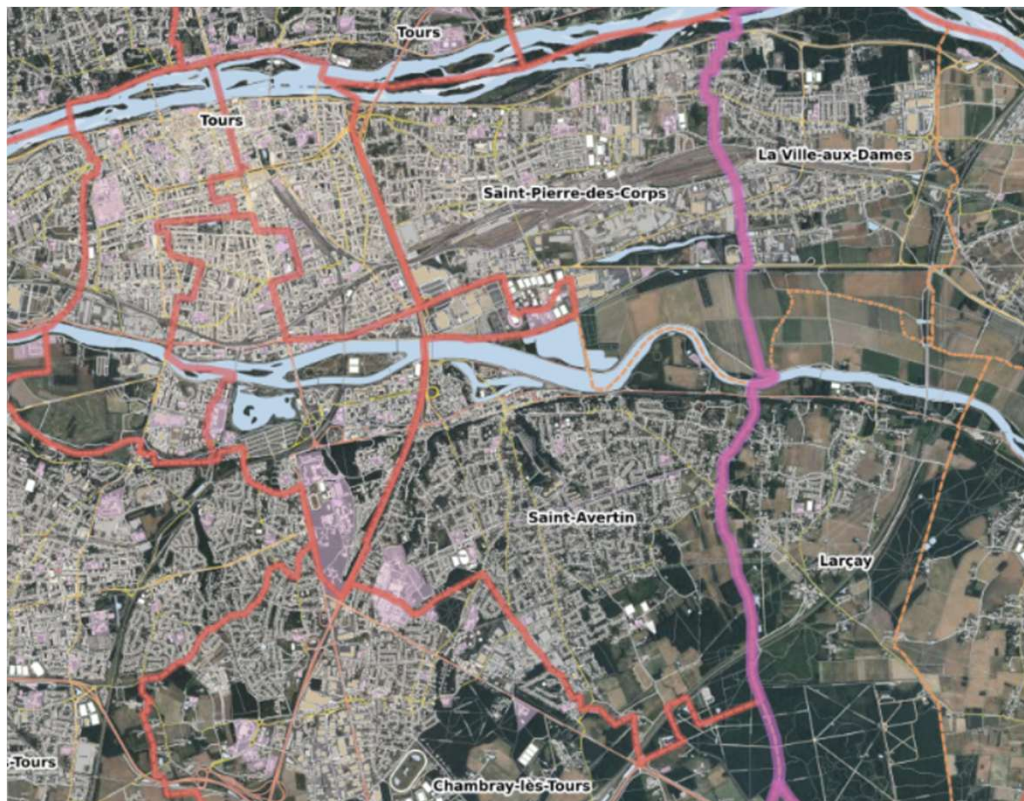 Tours
Tours
La Ville-aux-Dames
Saint-Pierre-des-Corps
Saint-Avertin
Larçay
-Tours
Chambray-lès-Tours